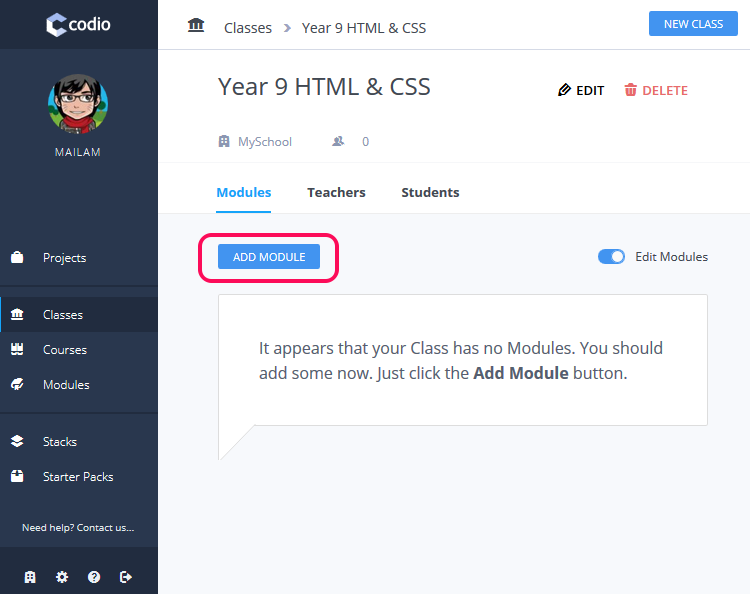 codio
MAILAM
Projects
Classes
Courses
Modules
Stacks
Starter Packs
Need help? Contact us...
Classes > Year 9 HTML & CSS
NEW CLASS
Year 9 HTML & CSS
EDIT
DELETE
MySchool
0
Modules
Teachers
Students
ADD MODULE
Edit Modules
It appears that your Class has no Modules. You should
add some now. Just click the Add Module button.